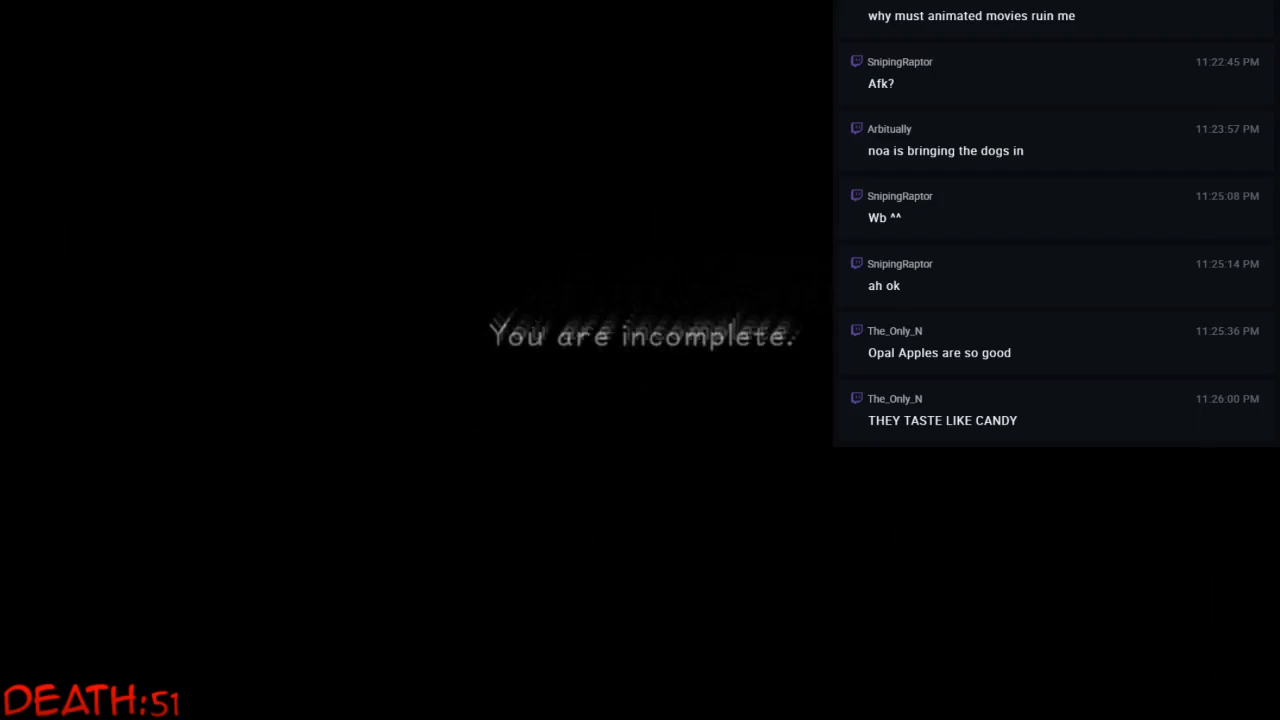 why must animated movies ruin me
SnipingRaptor 11:22:45 PM
Afk?
Arbitually 11:23:57 PM
noa is bringing the dogs in
SnipingRaptor 11:25:08 PM
Wb ^^
SnipingRaptor 11:25:14 PM
ah ok
The_Only_N 11:25:36 PM
Opal Apples are so good
The_Only_N 11:26:00 PM
THEY TASTE LIKE CANDY
You are incomplete.
DEATH:51